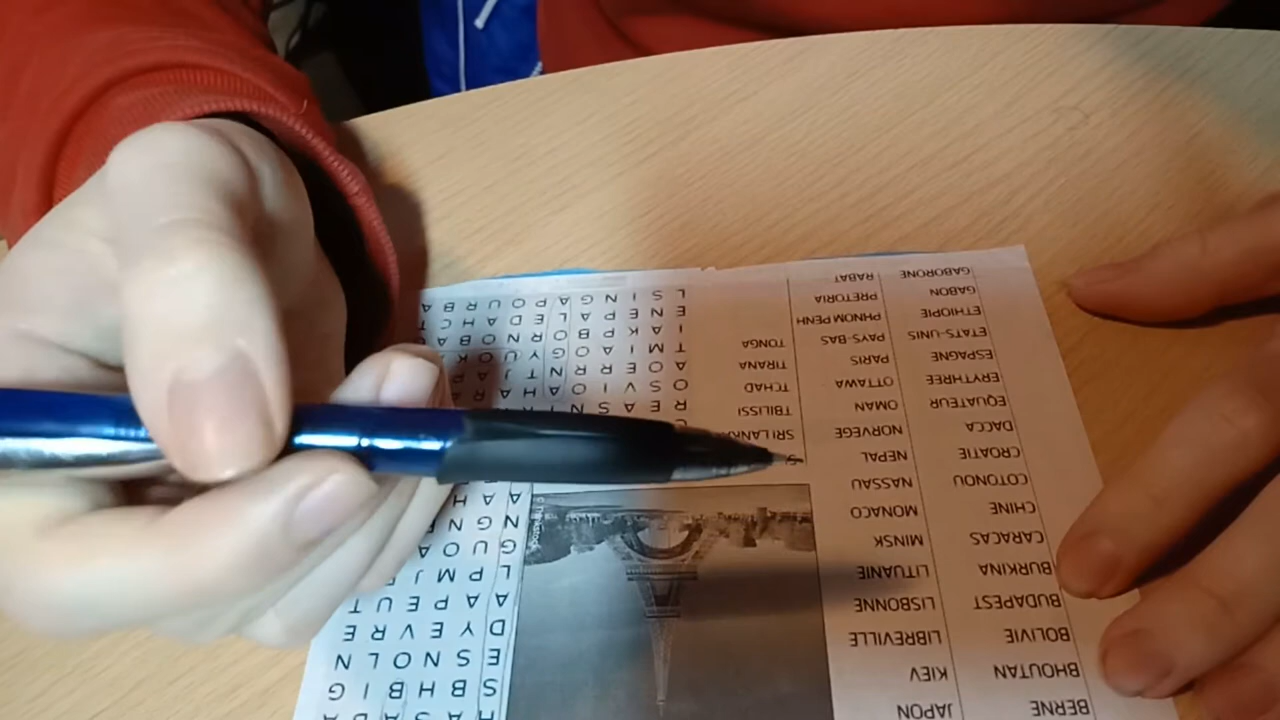 BERNE
BHOUTAN
BOLIVIE
BUDAPEST
BURKINA
CARACAS
CHINE
COTONOU
CROATIE
DACCA
EQUATEUR
ERYTHREE
ESPAGNE
ETATS-UNIS
ETHIOPIE
GABON
GABORONE
JAPON
KIEV
LIBREVILLE
LISBONNE
LITUANIE
MINSK
MONACO
NASSAU
NEPAL
NORVEGE
OMAN
OTTAWA
PARIS
PAYS-BAS
PHNOM PENH
PRETORIA
RABAT
SRI LANKA
TBILISSI
TCHAD
TIRANA
TONGA
S B H B I G
E S N O L N
D Y E V R E
A A P E U T
L P M J
G U O A
N G N
A A H
E N E P A L E D A H C T
L S I N G A P O U R B A